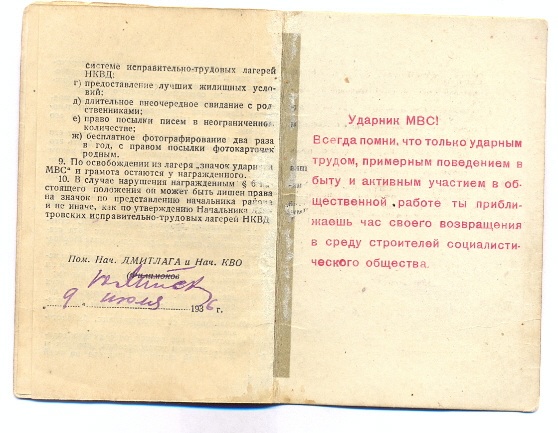 системе исправительно-трудовых лагерей
НКВД;
г) предоставление лучших жилищных усло-
вий;
д) длительное внеочередное свидание с род-
ственниками;
е) право посылки писем в неограниченном
количестве;
ж) бесплатное фотографирование два раза
в год, с правом посылки фотокарточек
родным.
9. По освобождении из лагеря „значок ударника
МВС" и грамота остаются у награжденного.
10. В случае нарушения награжденным § 6
стоящего положения он может быть лишен права
на значок по представлению начальника района
и не иначе, как по утверждению Начальника
тровских исправительно-трудовых лагерей НКВД
Пом. Нач. ДМИТЛАГА и Нач. КВО
Филимонов
9 июля 1936 г.
Ударник МВС!
Всегда помни, что только ударным
трудом, примерным поведением в
быту и активным участием в об-
щественной работе ты прибли-
жаешь час своего возвращения
в среду строителей социалисти-
ческого общества.